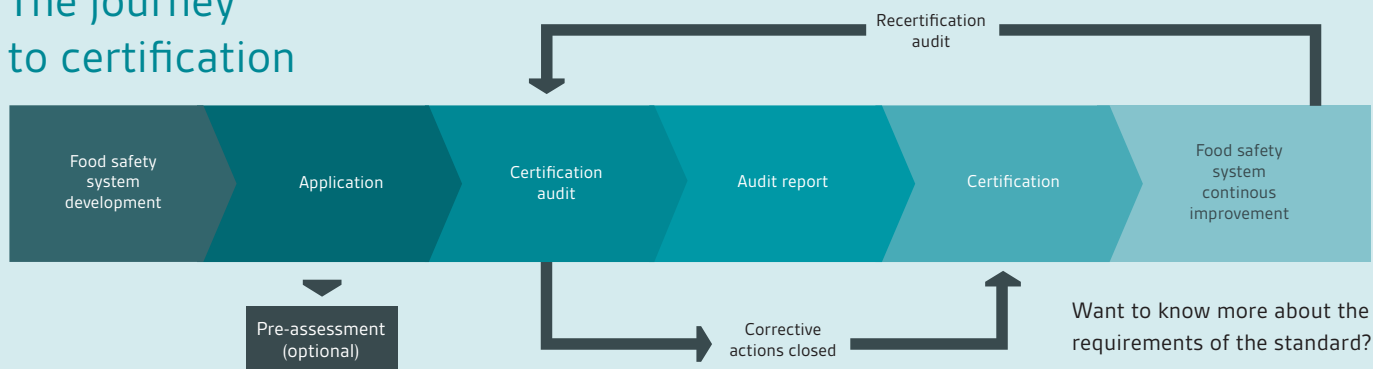 The journey
to certification
Recertification
audit
Food safety
system
development
Application
Certification
audit
Audit report
Certification
Food safety
system
continous
improvement
Pre-assessment
(optional)
Corrective
actions closed
Want to know more about the
requirements of the standard?